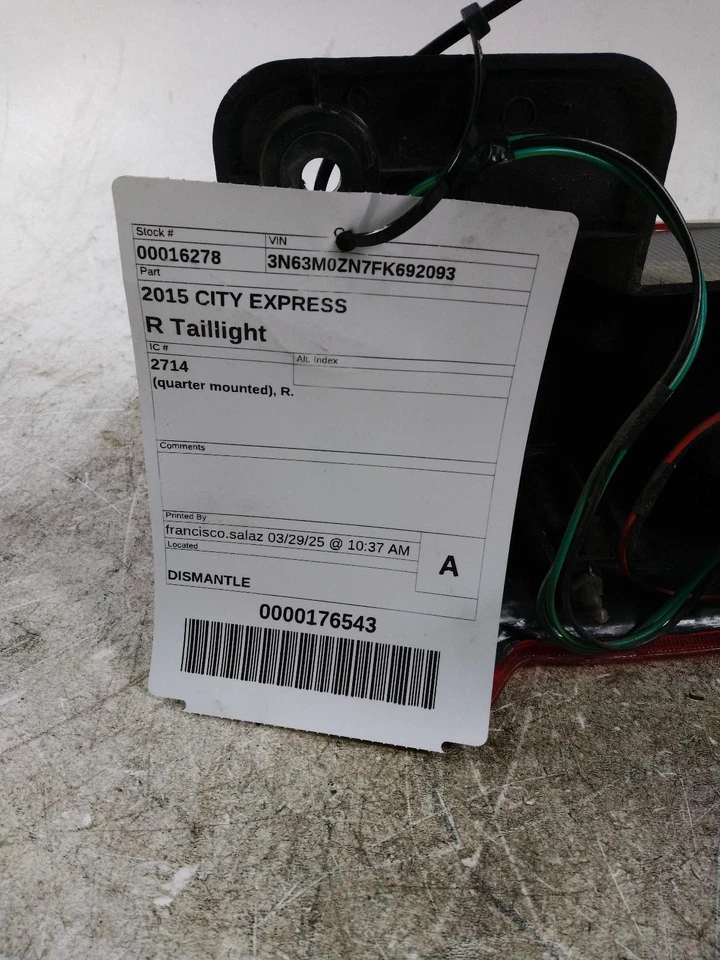 Stock #
VIN
00016278
3N63M0ZN7FK692093
Part
2015 CITY EXPRESS
R Taillight
IC #
Alt. Index
2714
(quarter mounted), R.
Comments
Printed By
francisco.salaz 03/29/25 @ 10:37 AM
Located
A
DISMANTLE
0000176543